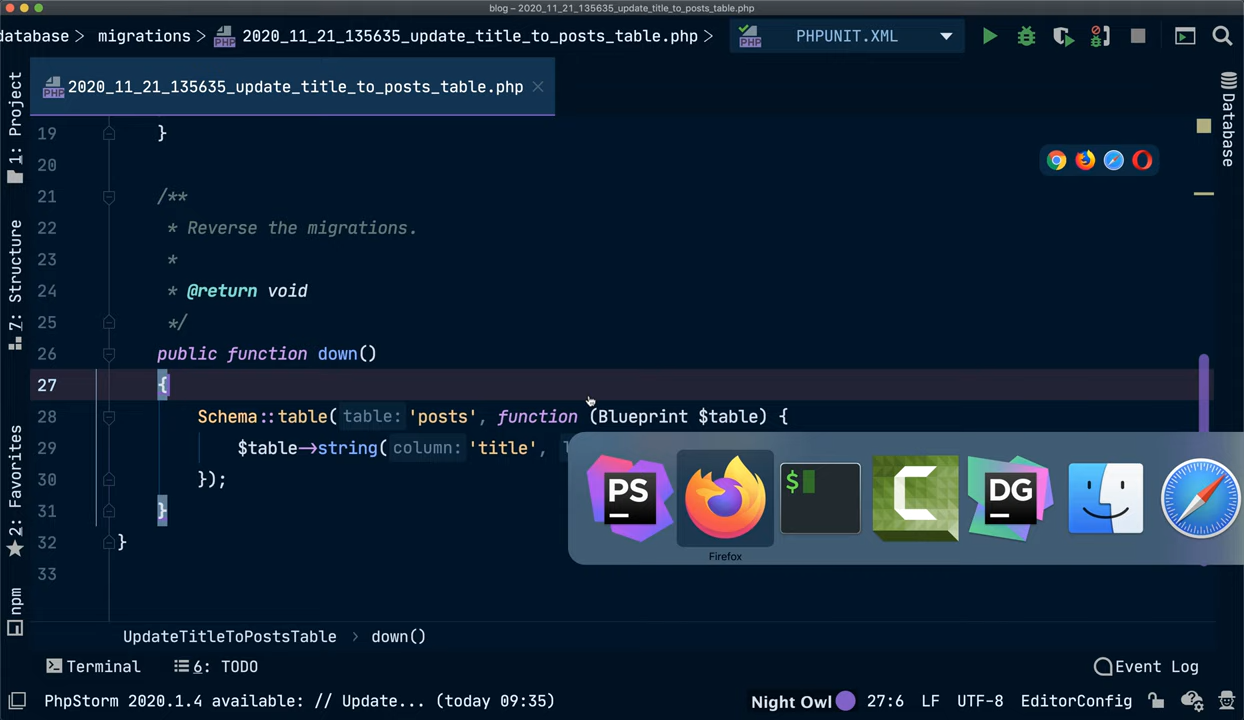 blog – 2020_11_21_135635_update_title_to_posts_table.php
database > migrations > 2020_11_21_135635_update_title_to_posts_table.php > PHPUNIT.XML
2020_11_21_135635_update_title_to_posts_table.php
1: Project
7: Structure
2: Favorites
npm
Database
19 }
20
21 /**
22 * Reverse the migrations.
23 *
24 * @return void
25 */
26 public function down()
27 {
28 Schema::table( table: 'posts', function (Blueprint $table) {
29 $table→string( column: 'title',
30 });
31 }
32 }
33
PS
$
C
DG
Firefox
UpdateTitleToPostsTable > down()
Terminal 6: TODO Event Log
PhpStorm 2020.1.4 available: // Update... (today 09:35) Night Owl 27:6 LF UTF-8 EditorConfig